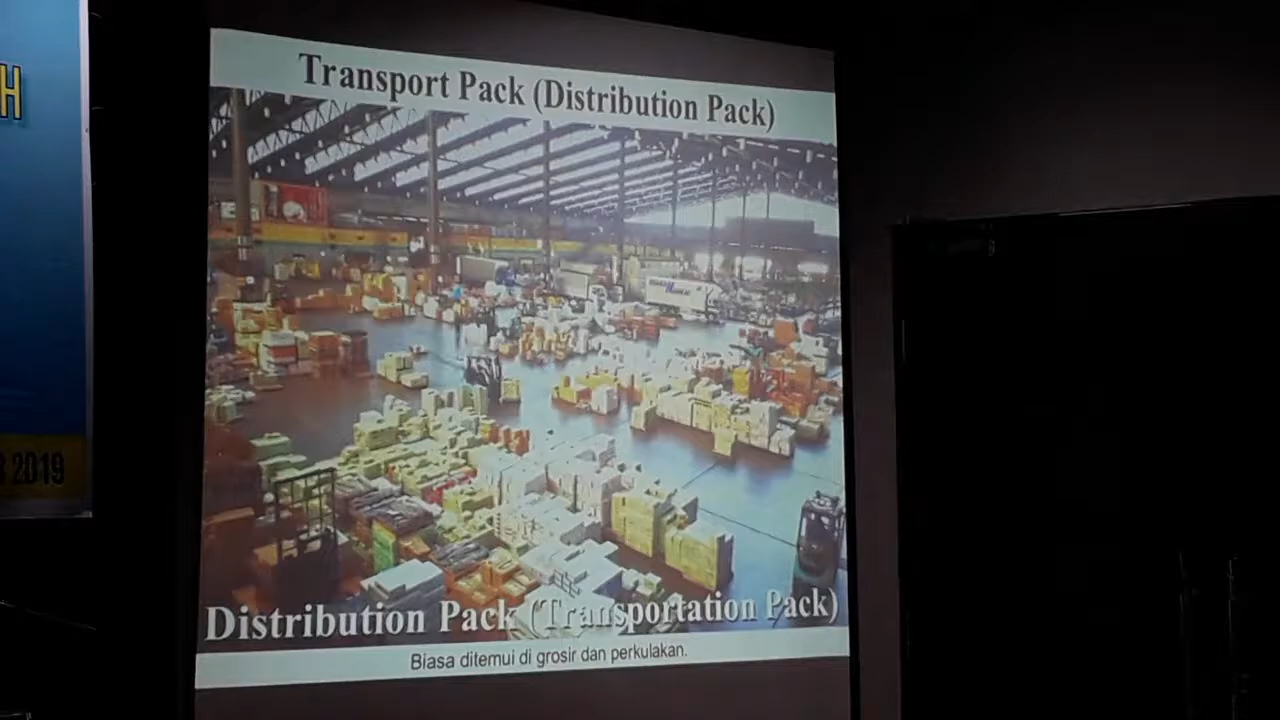 H
2019
Transport Pack (Distribution Pack)
Distribution Pack (Transportation Pack)
Biasa ditemui di grosir dan perkulakan.